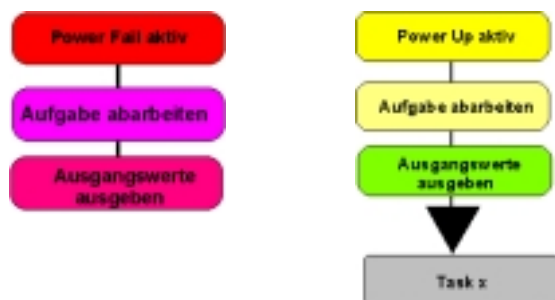 Power Fail aktiv
Aufgabe abarbeiten
Ausgangswerte
ausgeben
Power Up aktiv
Aufgabe abarbeiten
Ausgangswerte
ausgeben
Task x